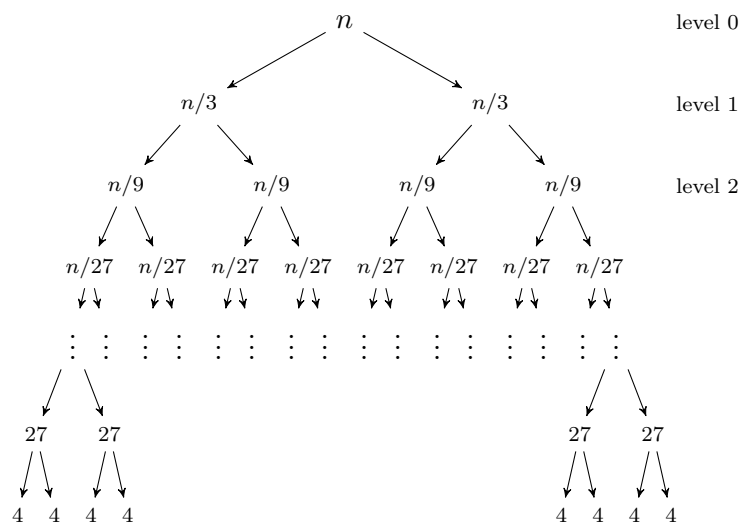 n level 0
n/3 n/3 level 1
n/9 n/9 n/9 n/9 level 2
n/27 n/27 n/27 n/27 n/27 n/27 n/27 n/27
⋮ ⋮ ⋮ ⋮ ⋮ ⋮ ⋮ ⋮ ⋮ ⋮ ⋮ ⋮ ⋮ ⋮ ⋮ ⋮
27 27 27 27
4 4 4 4 4 4 4 4